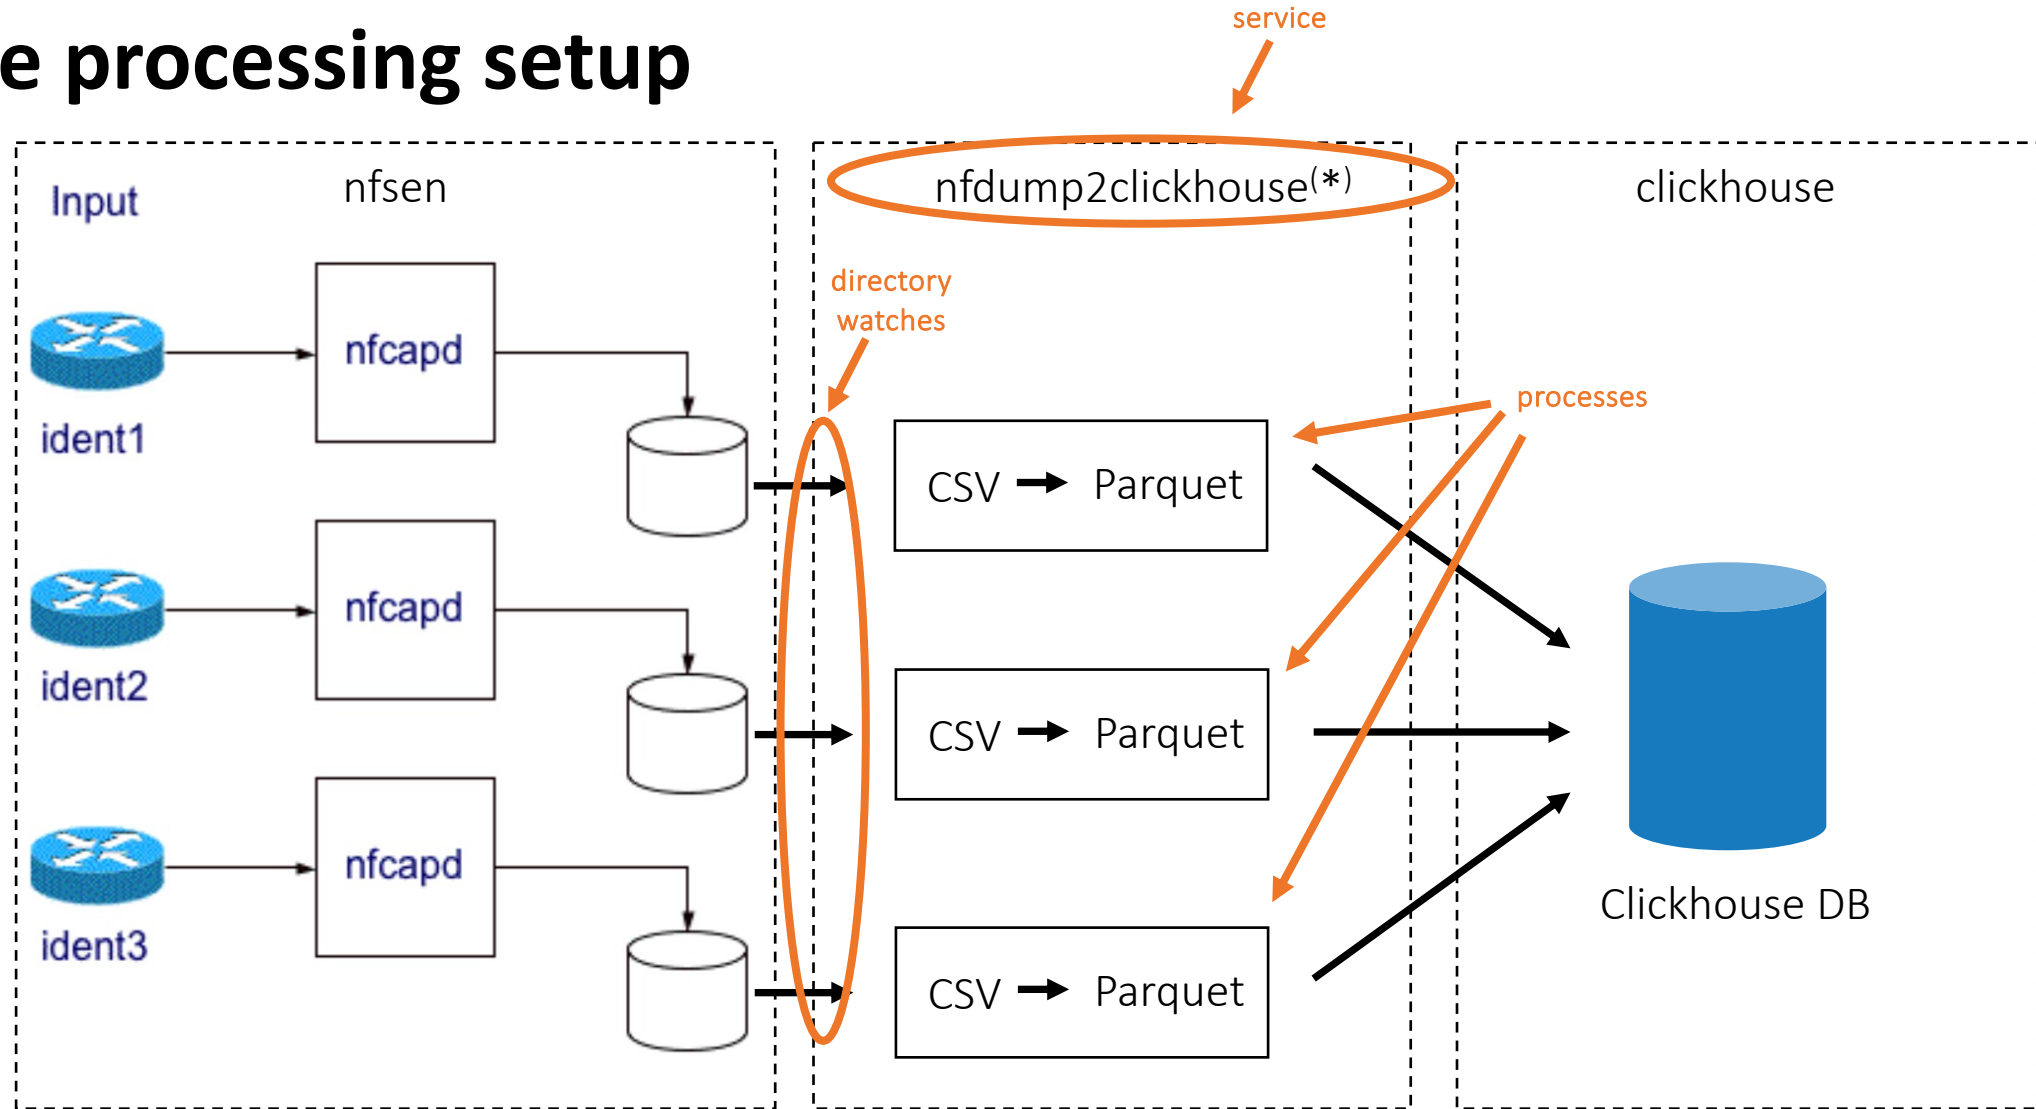 e processing setup
service
Input
nfsen
nfdump2clickhouse(*)
clickhouse
directory
watches
nfcapd
ident1
processes
CSV
Parquet
nfcapd
ident2
CSV
Parquet
nfcapd
ident3
CSV
Parquet
Clickhouse DB